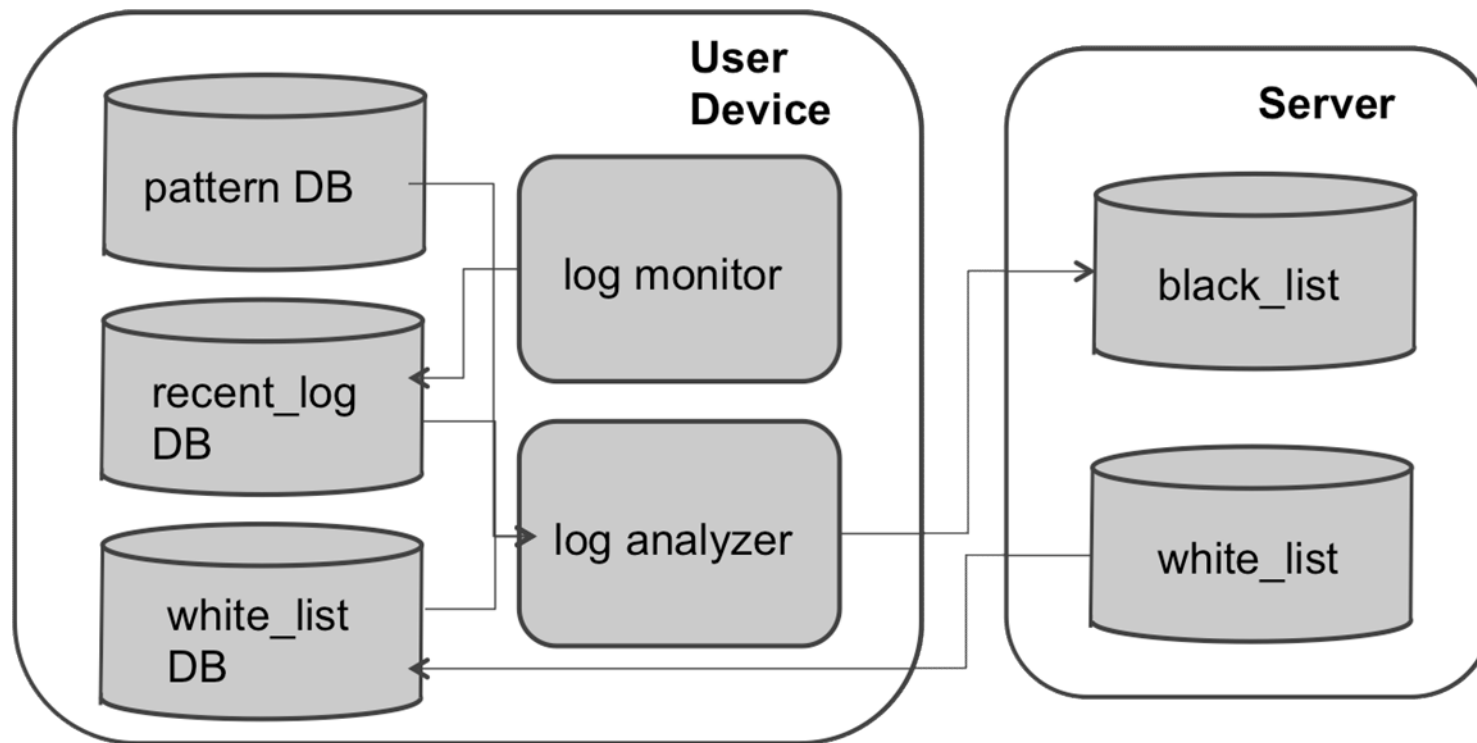 User
Device
pattern DB
log monitor
recent_log
DB
log analyzer
white_list
DB
Server
black_list
white_list